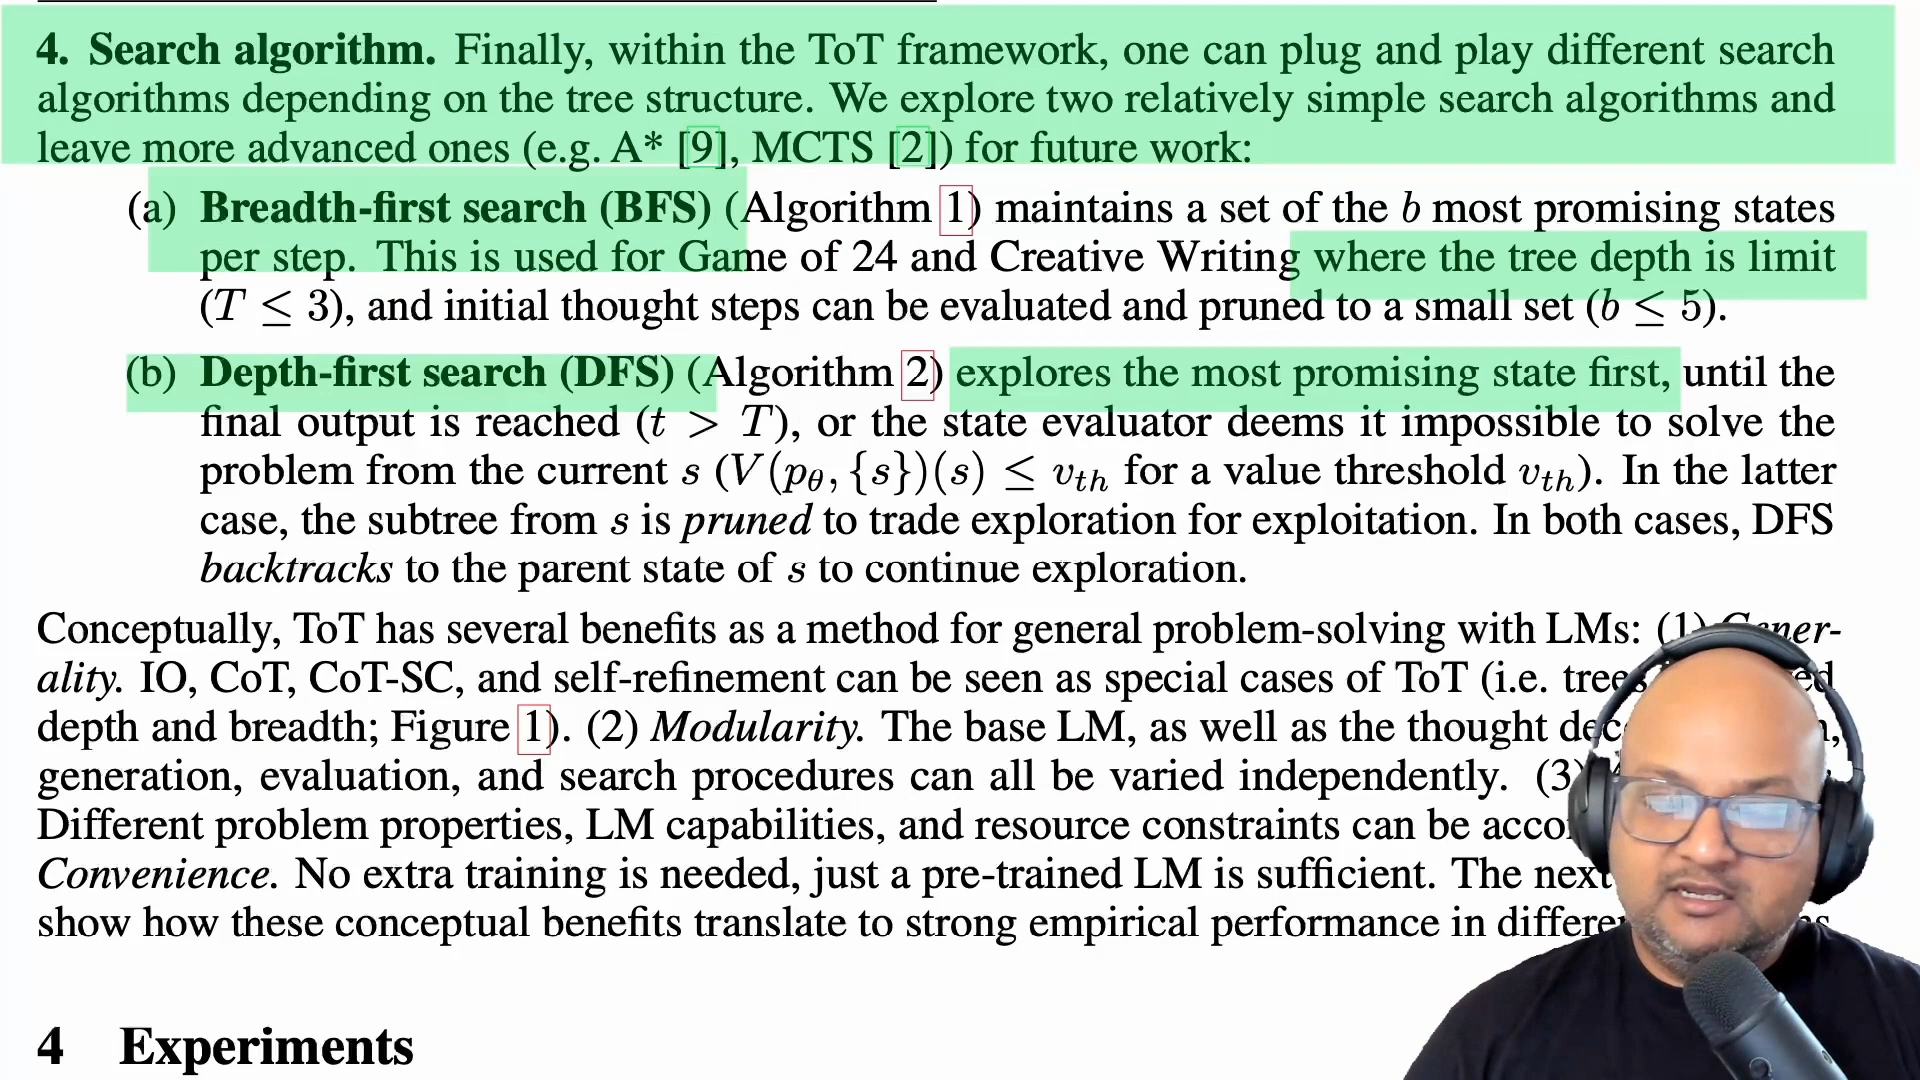 4. Search algorithm. Finally, within the ToT framework, one can plug and play different search
algorithms depending on the tree structure. We explore two relatively simple search algorithms and
leave more advanced ones (e.g. A* [9], MCTS [2]) for future work:
(a) Breadth-first search (BFS) (Algorithm 1) maintains a set of the b most promising states
per step. This is used for Game of 24 and Creative Writing where the tree depth is limit
(T ≤ 3), and initial thought steps can be evaluated and pruned to a small set (b ≤ 5).
(b) Depth-first search (DFS) (Algorithm 2) explores the most promising state first, until the
final output is reached (t > T), or the state evaluator deems it impossible to solve the
problem from the current s (V(pθ, {s})(s) ≤ vth for a value threshold vth). In the latter
case, the subtree from s is pruned to trade exploration for exploitation. In both cases, DFS
backtracks to the parent state of s to continue exploration.
Conceptually, ToT has several benefits as a method for general problem-solving with LMs: (1) Gener-
ality. IO, CoT, CoT-SC, and self-refinement can be seen as special cases of ToT (i.e. trees
depth and breadth; Figure 1). (2) Modularity. The base LM, as well as the thought
generation, evaluation, and search procedures can all be varied independently. (3)
Different problem properties, LM capabilities, and resource constraints can be
Convenience. No extra training is needed, just a pre-trained LM is sufficient. The next
show how these conceptual benefits translate to strong empirical performance in
4 Experiments